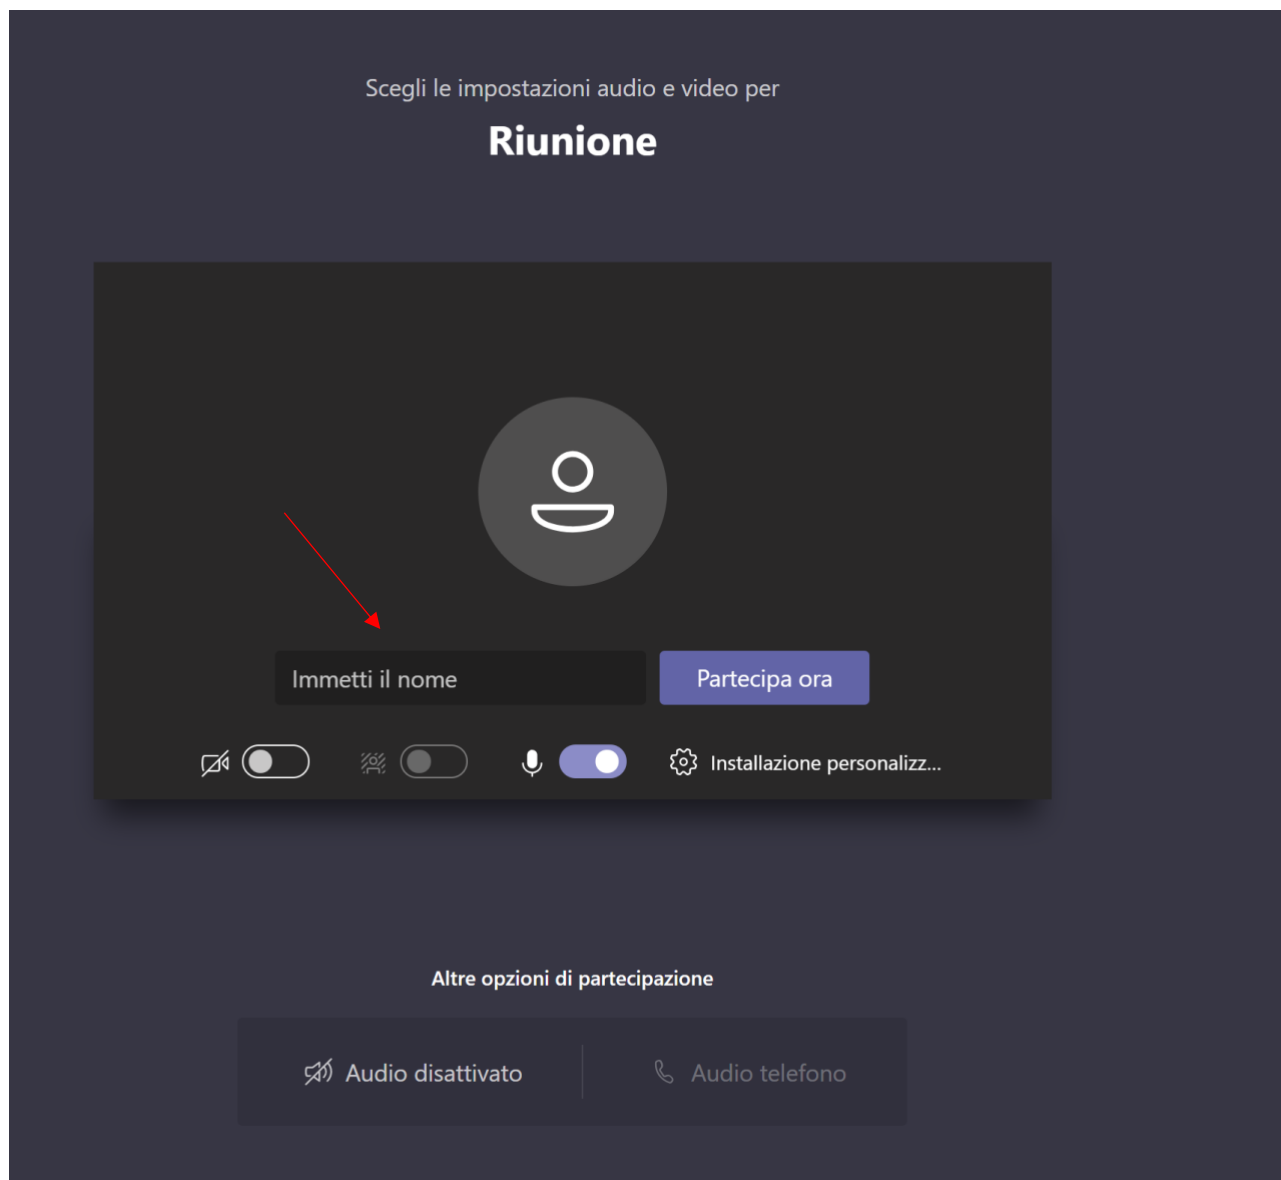 Scegli le impostazioni audio e video per
Riunione
Immetti il nome
Partecipa ora
Installazione personalizz...
Altre opzioni di partecipazione
Audio disattivato
Audio telefono